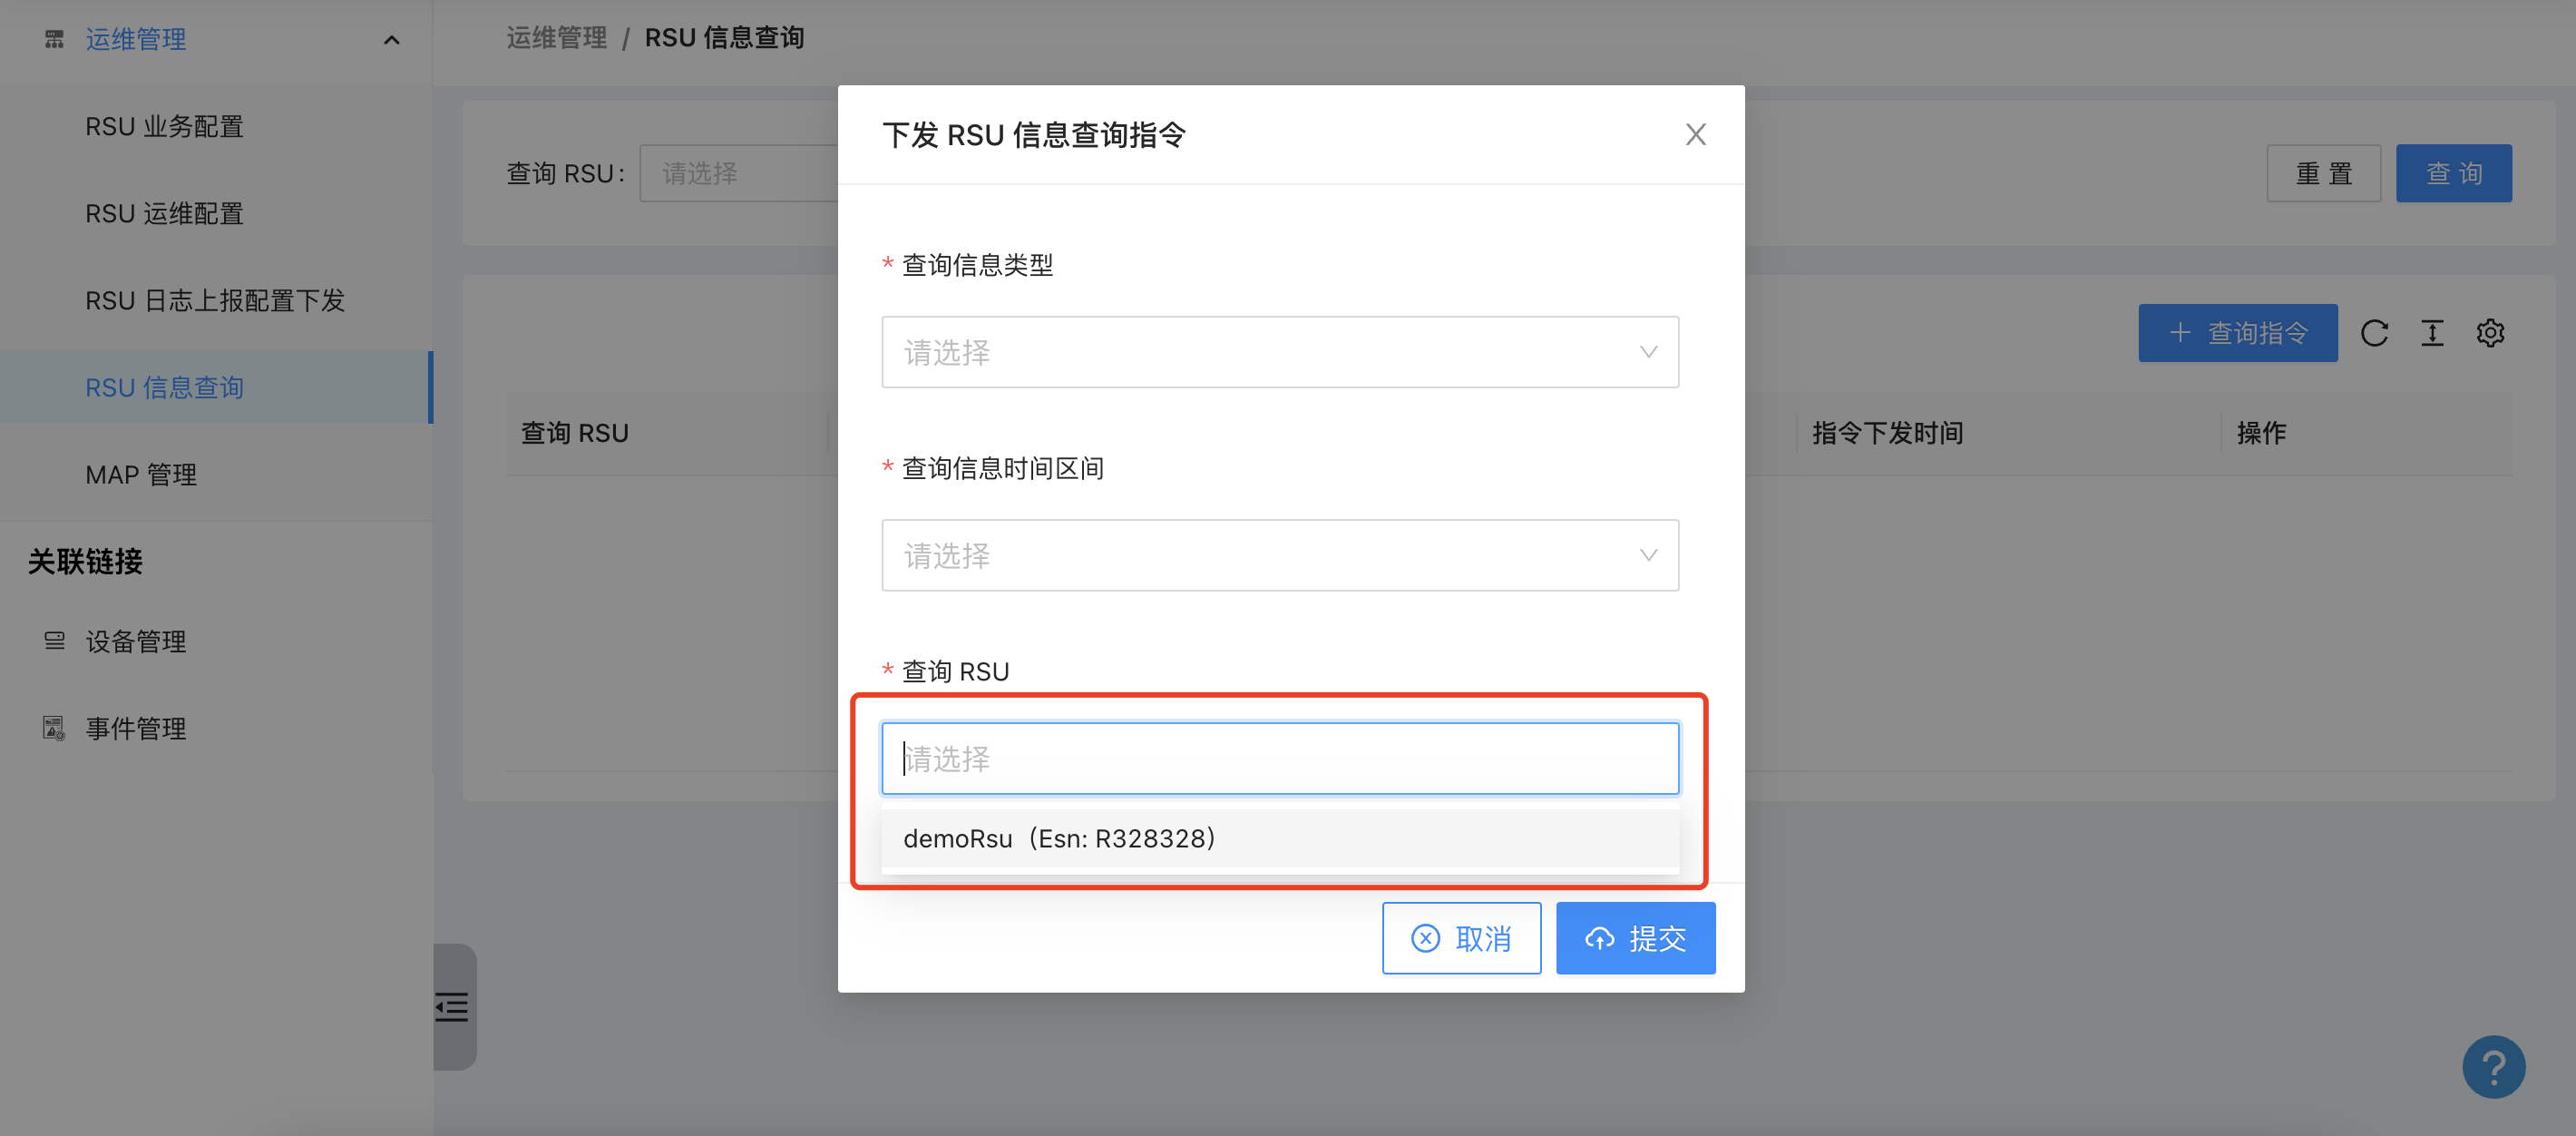 运维管理
RSU 业务配置
RSU 运维配置
RSU 日志上报配置下发
RSU 信息查询
MAP 管理
关联链接
设备管理
事件管理
运维管理 / RSU 信息查询
查询 RSU: 请选择
重 置 查 询
+ 查询指令
查询 RSU 指令下发时间 操作
下发 RSU 信息查询指令
* 查询信息类型
请选择
* 查询信息时间区间
请选择
* 查询 RSU
请选择
demoRsu（Esn: R328328）
取消 提交
?